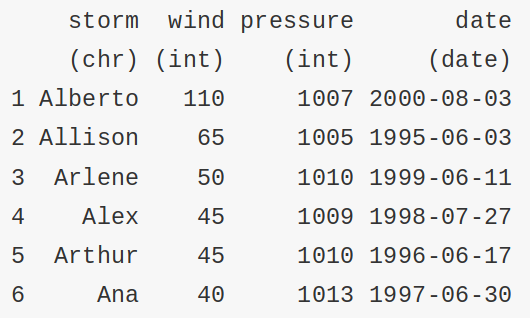 storm wind pressure date
(chr) (int) (int) (date)
1 Alberto 110 1007 2000-08-03
2 Allison 65 1005 1995-06-03
3 Arlene 50 1010 1999-06-11
4 Alex 45 1009 1998-07-27
5 Arthur 45 1010 1996-06-17
6 Ana 40 1013 1997-06-30